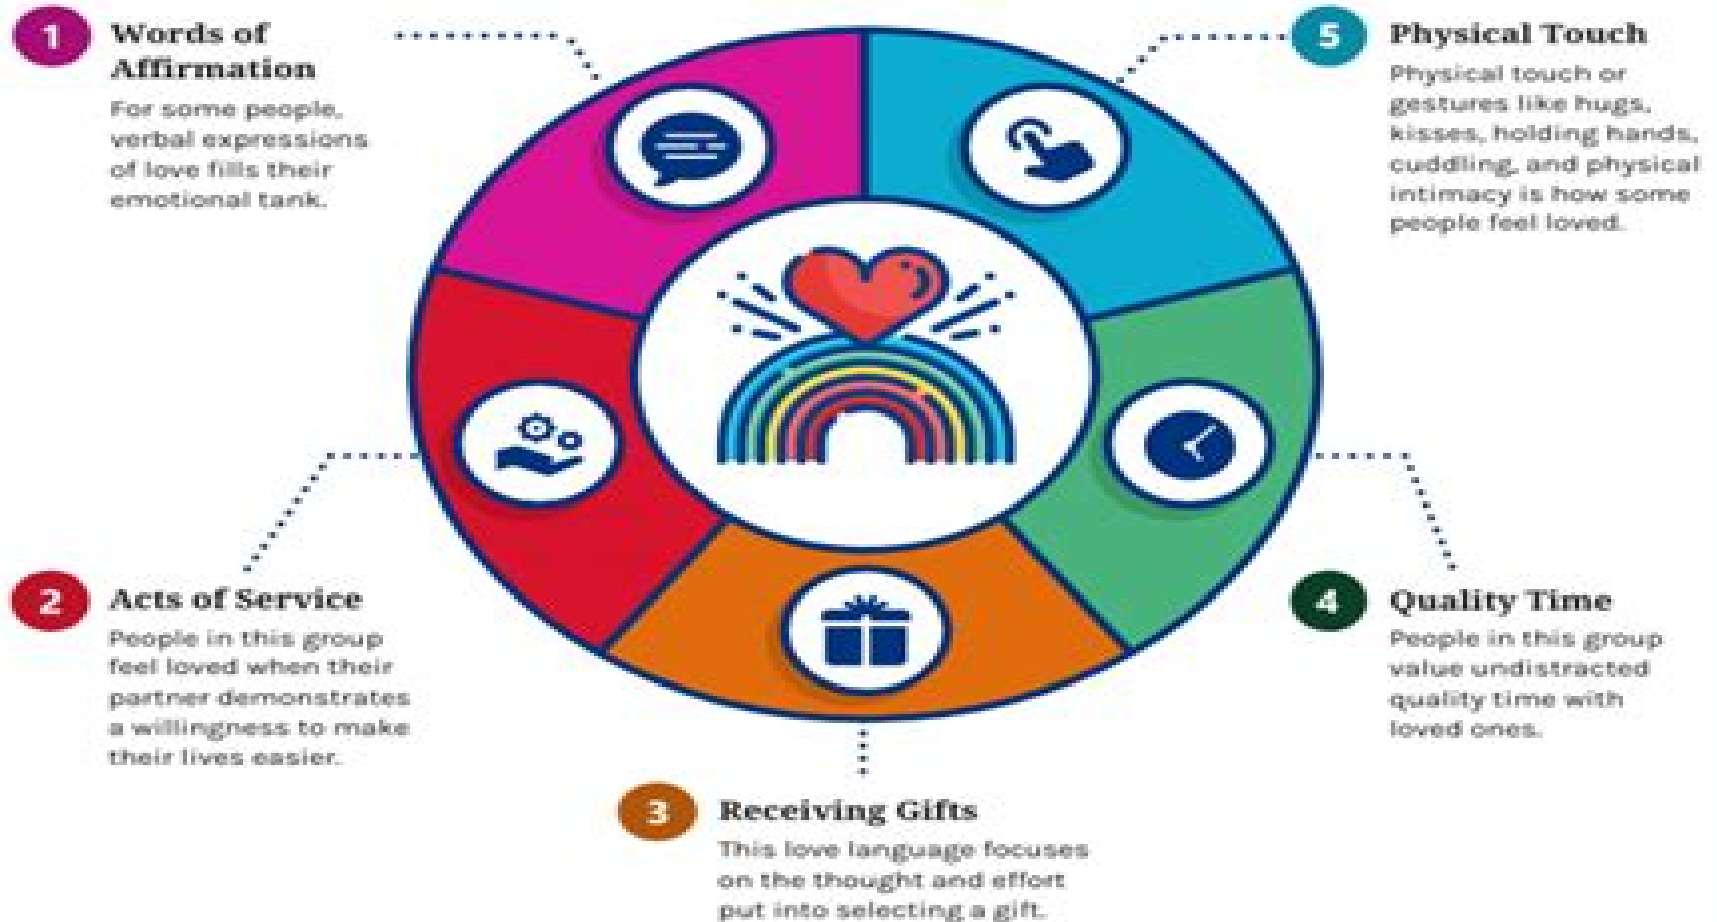 1
Words of
Affirmation
For some people,
verbal expressions
of love fills their
emotional tank.
2
Acts of Service
People in this group
feel loved when their
partner demonstrates
a willingness to make
their lives easier.
3
Receiving Gifts
This love language focuses
on the thought and effort
put into selecting a gift.
4
Quality Time
People in this group
value undistracted
quality time with
loved ones.
5
Physical Touch
Physical touch or
gestures like hugs,
kisses, holding hands,
cuddling, and physical
intimacy is how some
people feel loved.